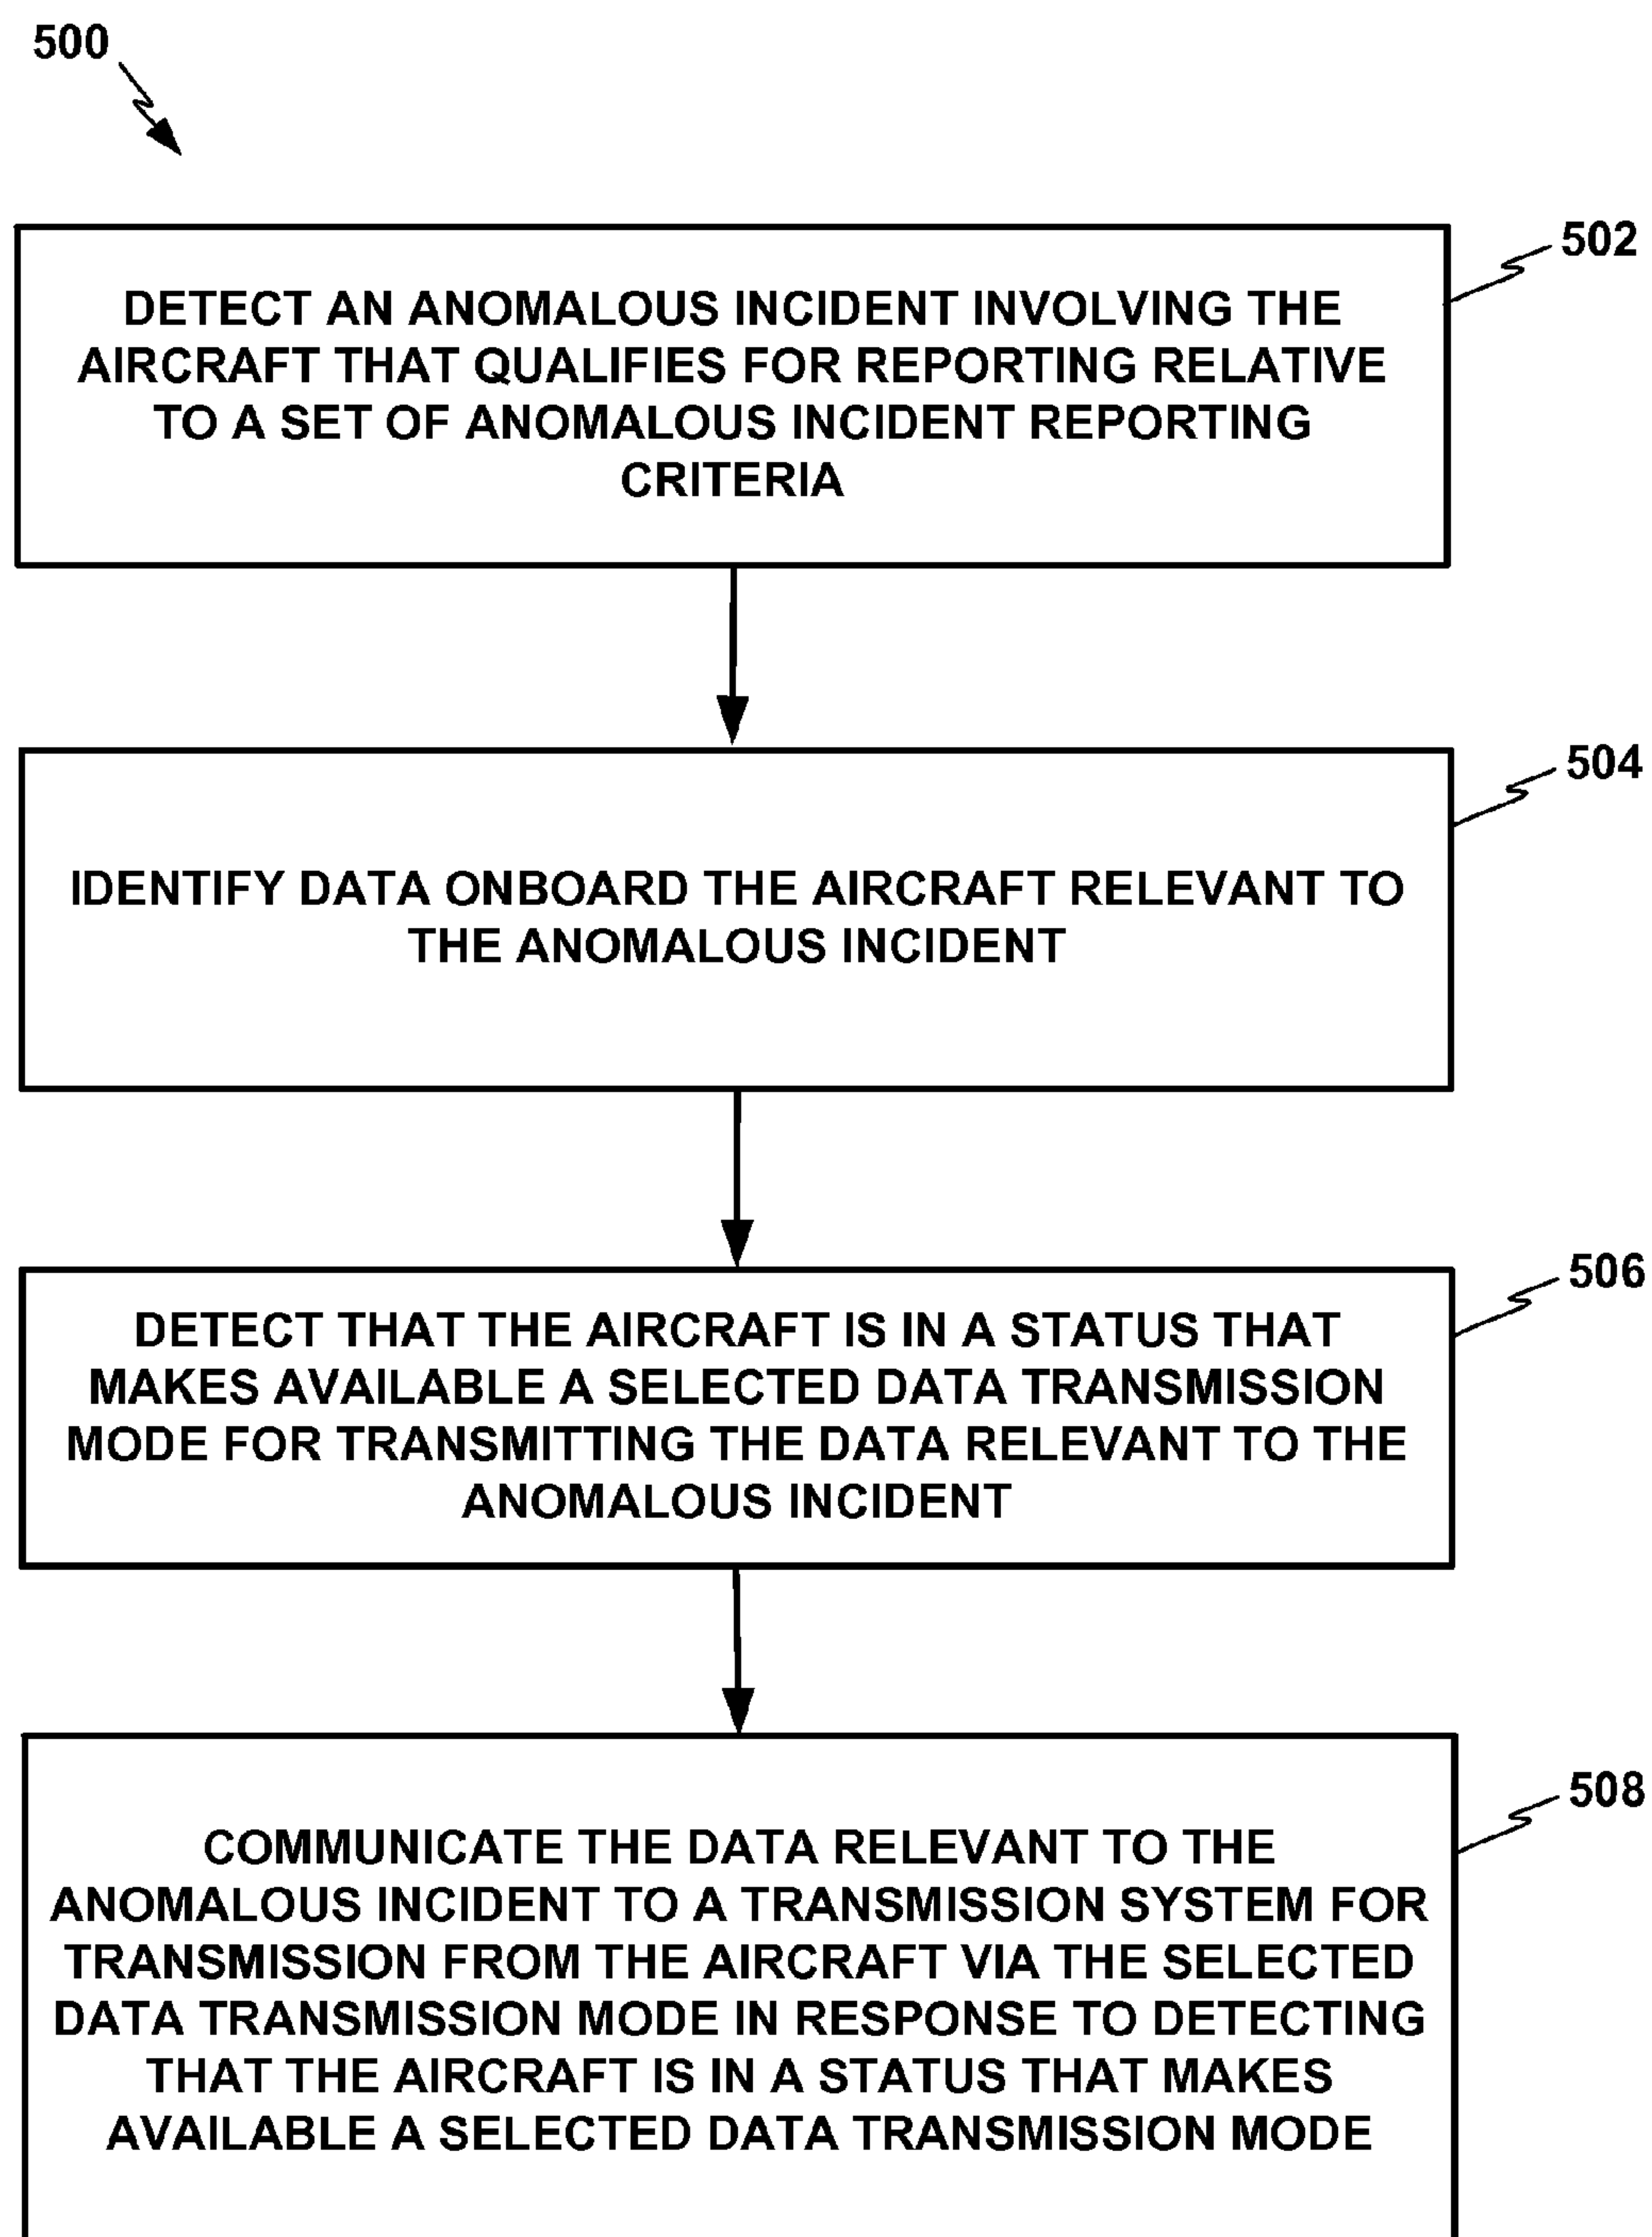 500
502
DETECT AN ANOMALOUS INCIDENT INVOLVING THE
AIRCRAFT THAT QUALIFIES FOR REPORTING RELATIVE
TO A SET OF ANOMALOUS INCIDENT REPORTING
CRITERIA
504
IDENTIFY DATA ONBOARD THE AIRCRAFT RELEVANT TO
THE ANOMALOUS INCIDENT
506
DETECT THAT THE AIRCRAFT IS IN A STATUS THAT
MAKES AVAILABLE A SELECTED DATA TRANSMISSION
MODE FOR TRANSMITTING THE DATA RELEVANT TO THE
ANOMALOUS INCIDENT
508
COMMUNICATE THE DATA RELEVANT TO THE
ANOMALOUS INCIDENT TO A TRANSMISSION SYSTEM FOR
TRANSMISSION FROM THE AIRCRAFT VIA THE SELECTED
DATA TRANSMISSION MODE IN RESPONSE TO DETECTING
THAT THE AIRCRAFT IS IN A STATUS THAT MAKES
AVAILABLE A SELECTED DATA TRANSMISSION MODE